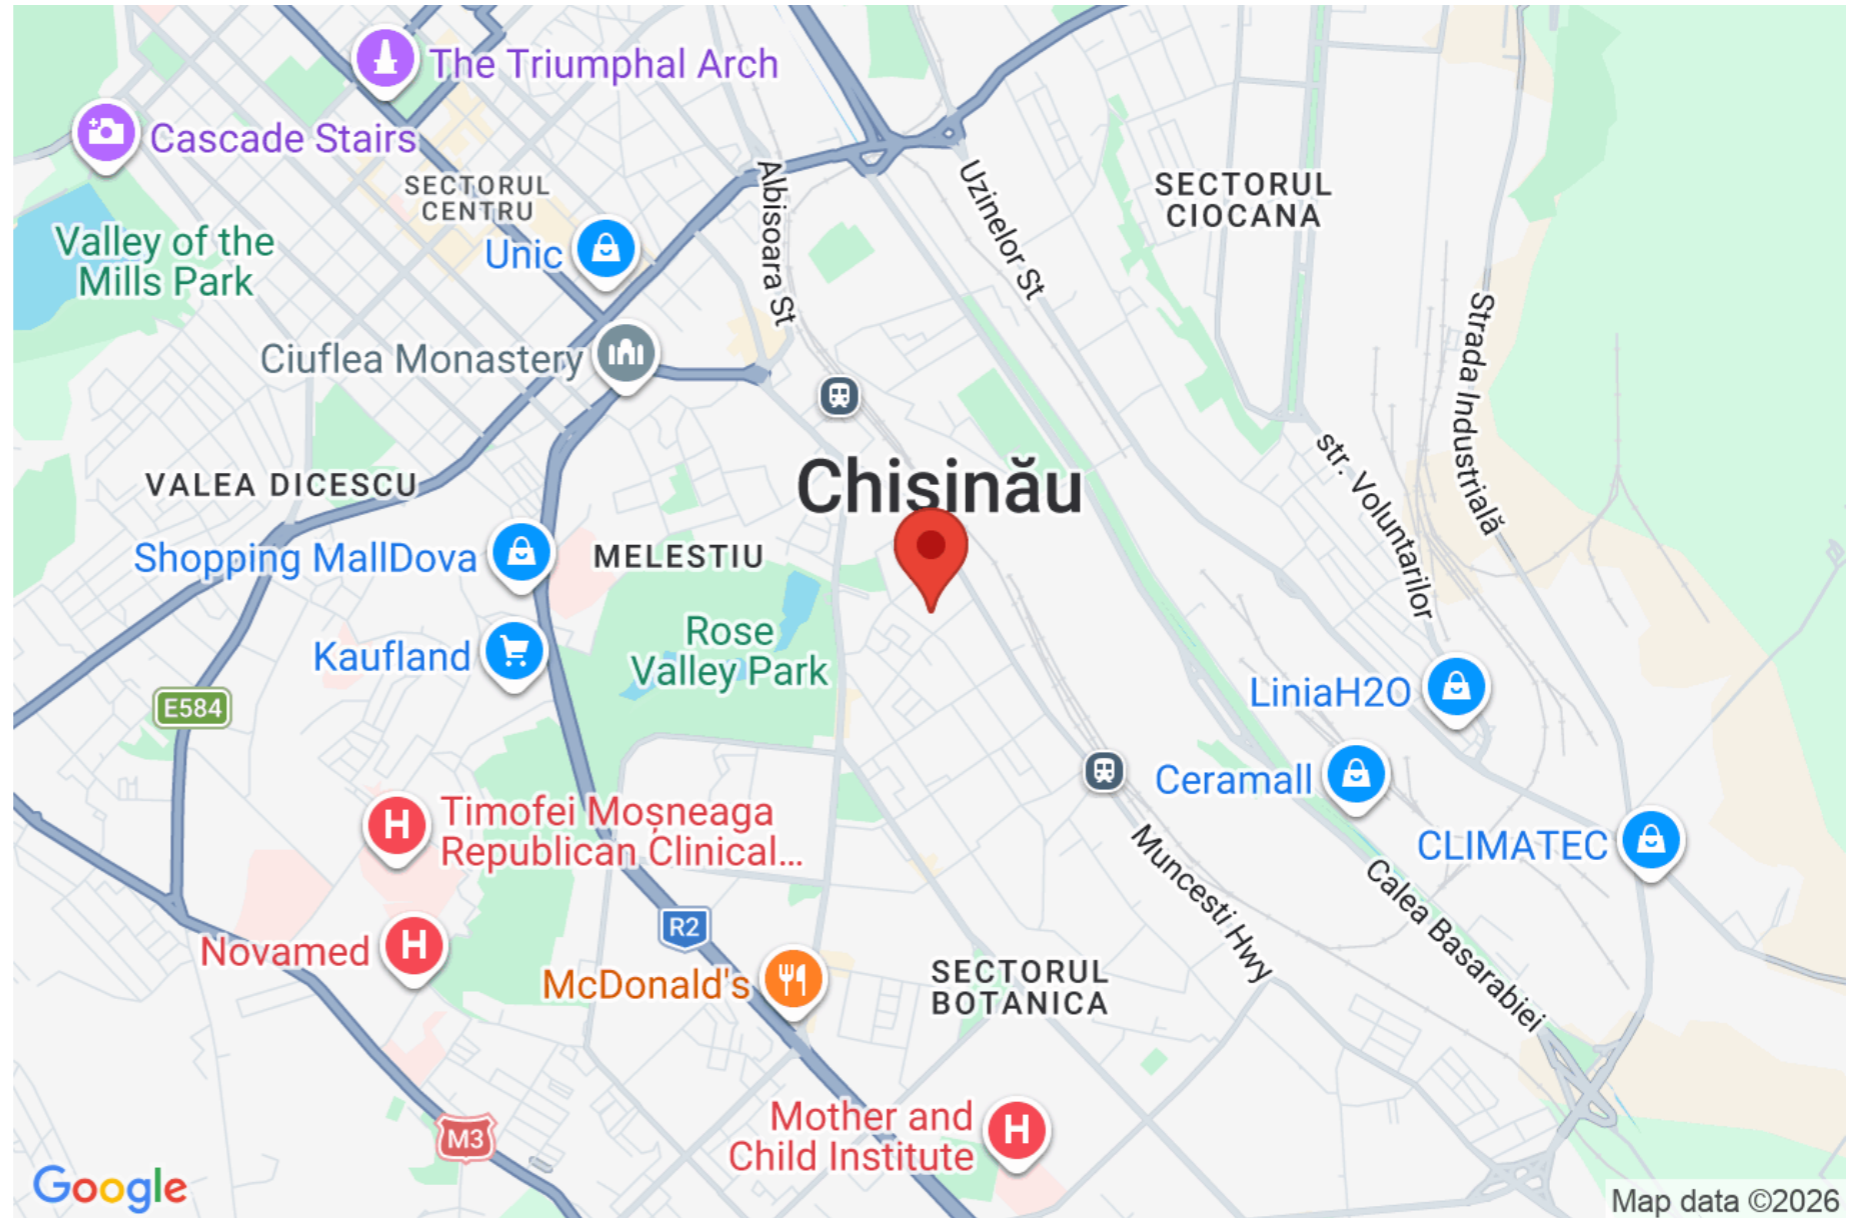 The Triumphal Arch
Cascade Stairs
SECTORUL
CENTRU
Albisoara St
Uzinelor St
SECTORUL
CIOCANA
Valley of the
Mills Park
Unic
Strada Industrială
Ciuflea Monastery
str. Voluntarilor
VALEA DICESCU
Chișinău
Shopping MallDova
MELESTIU
Rose
Valley Park
Kaufland
LiniaH2O
E584
Ceramall
Timofei Moșneaga
Republican Clinical...
CLIMATEC
Muncesti Hwy
Calea Basarabiei
R2
Novamed
McDonald's
SECTORUL
BOTANICA
Mother and
Child Institute
M3
Google
Map data ©2026